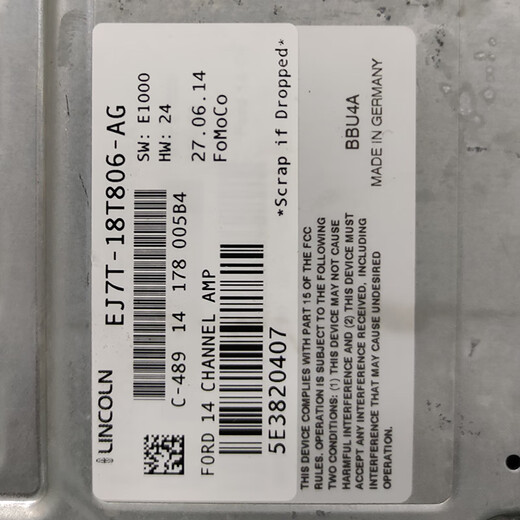 LINCOLN
EJ7T-18T806-AG
C-489 14 178 005B4
SW: E1000
HW: 24
27.06.14
FoMoCo
FORD 14 CHANNEL AMP
5E3820407
*Scrap if Dropped*
THIS DEVICE COMPLIES WITH PART 15 OF THE FCC
RULES. OPERATION IS SUBJECT TO THE FOLLOWING
TWO CONDITIONS: (1) THIS DEVICE MAY NOT CAUSE
HARMFUL INTERFERENCE AND (2) THIS DEVICE MUST
ACCEPT ANY INTERFERENCE RECEIVED, INCLUDING
INTERFERENCE THAT MAY CAUSE UNDESIRED
OPERATION.
BBU4A
MADE IN GERMANY